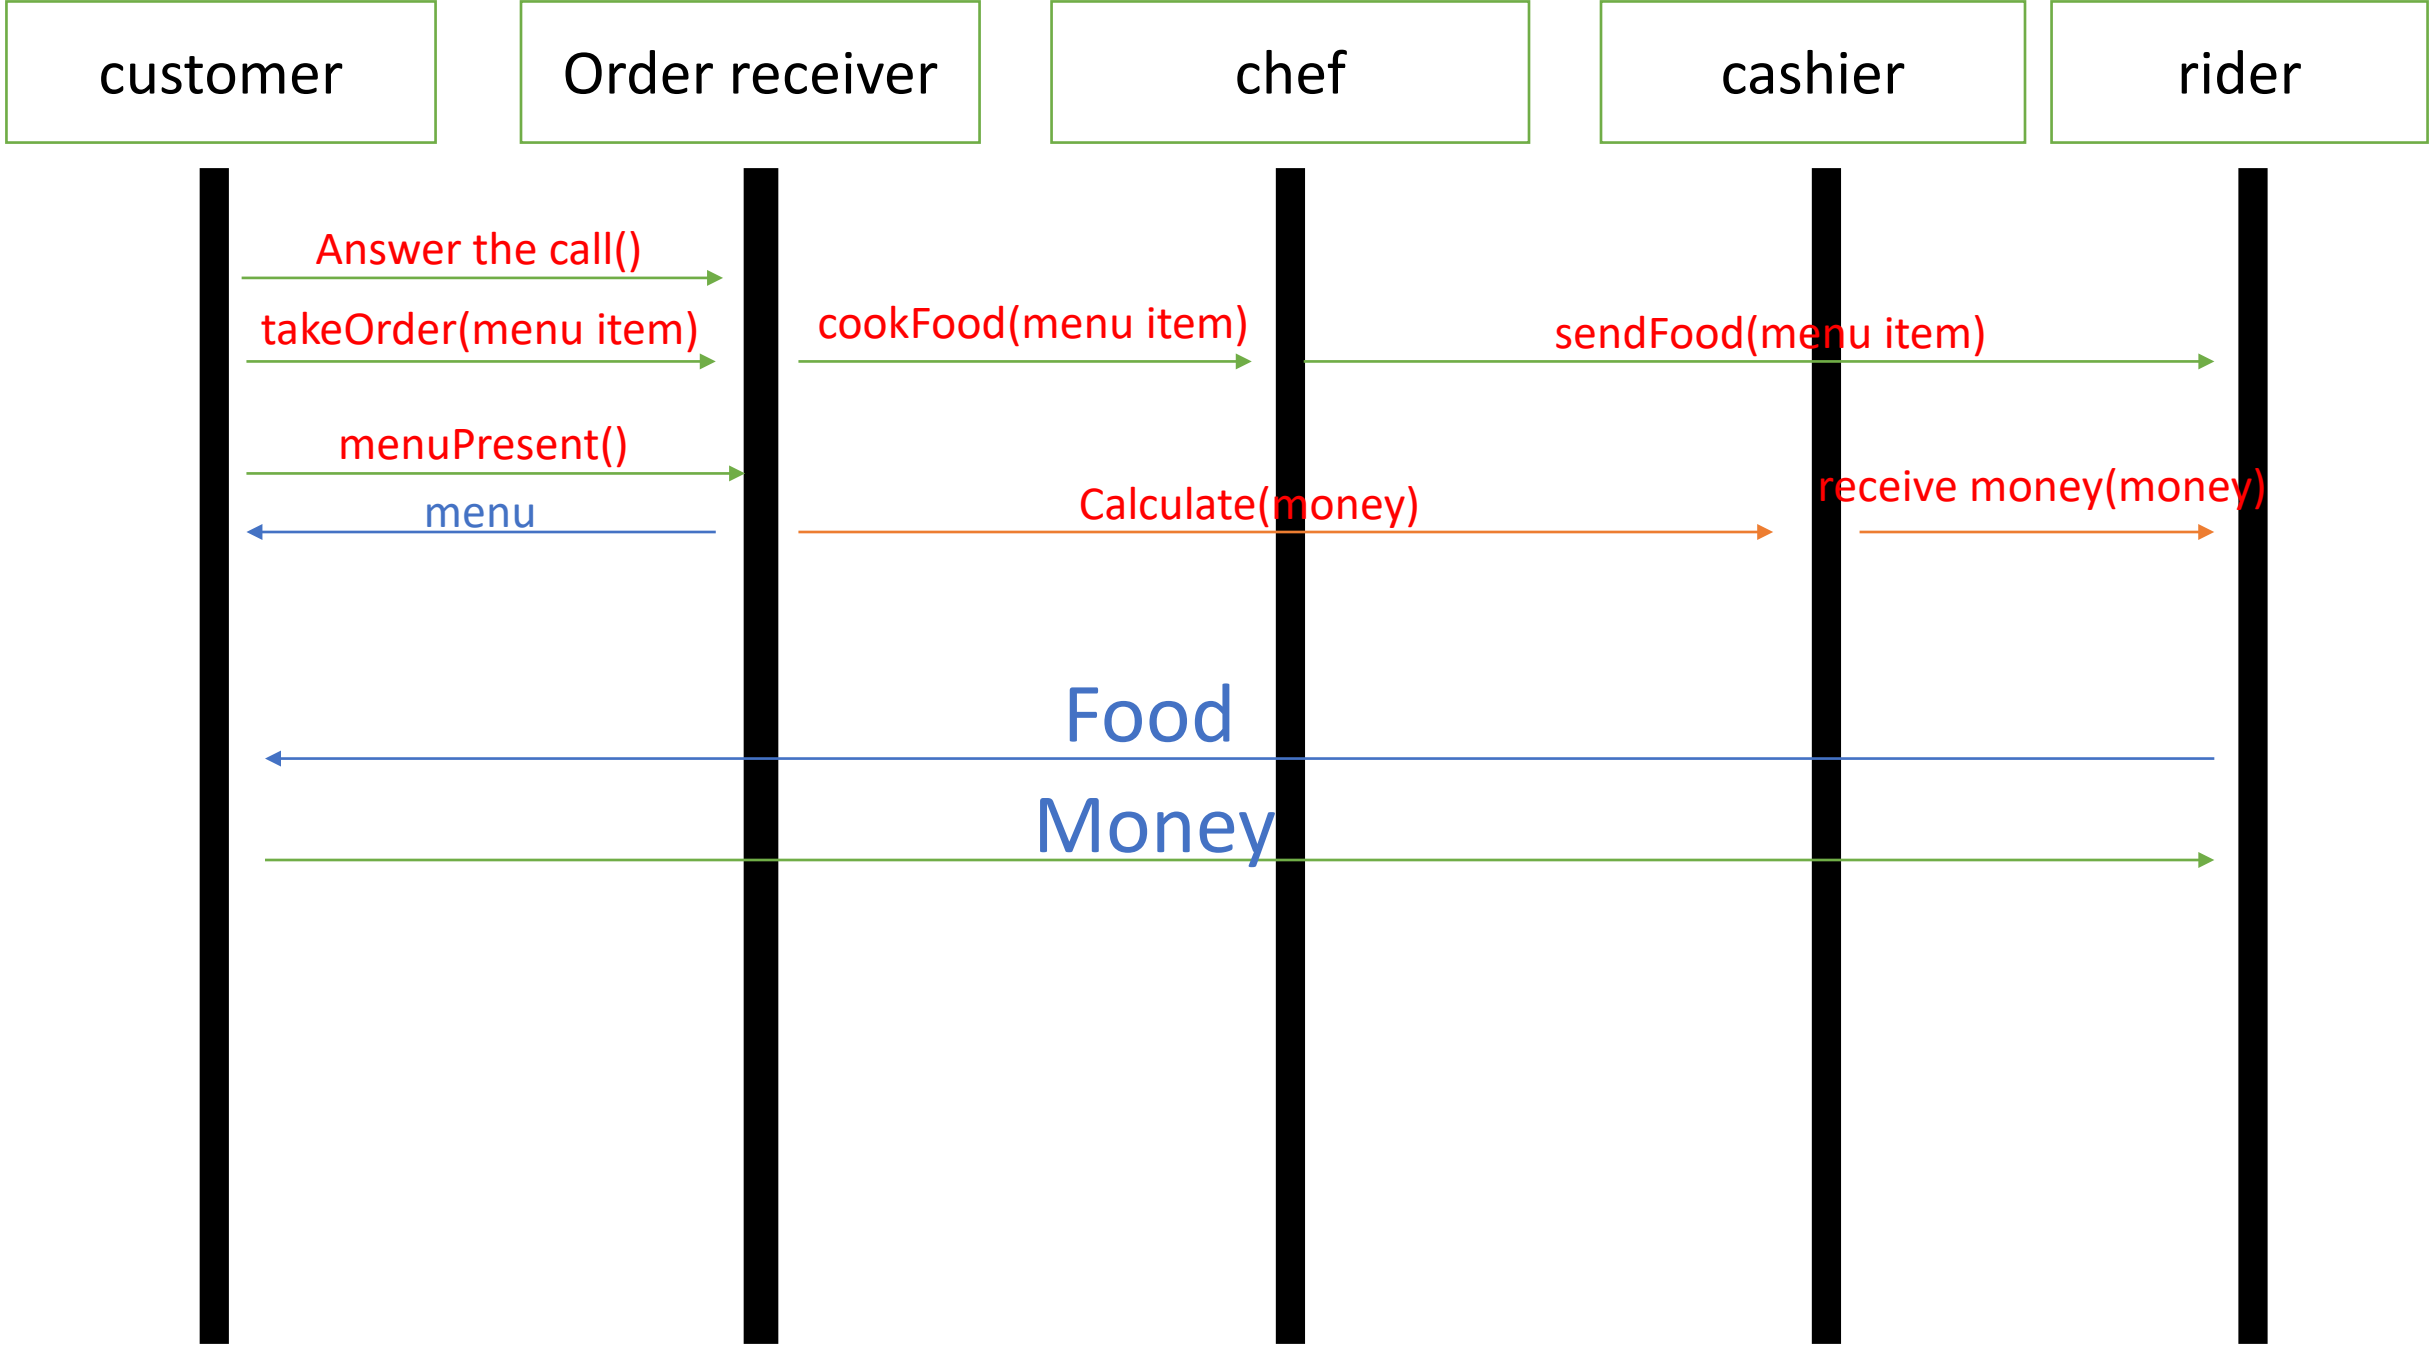 customer
Order receiver
chef
cashier
rider
Answer the call()
takeOrder(menu item)
cookFood(menu item)
sendFood(menu item)
menuPresent()
menu
Calculate(money)
receive money(money)
Food
Money